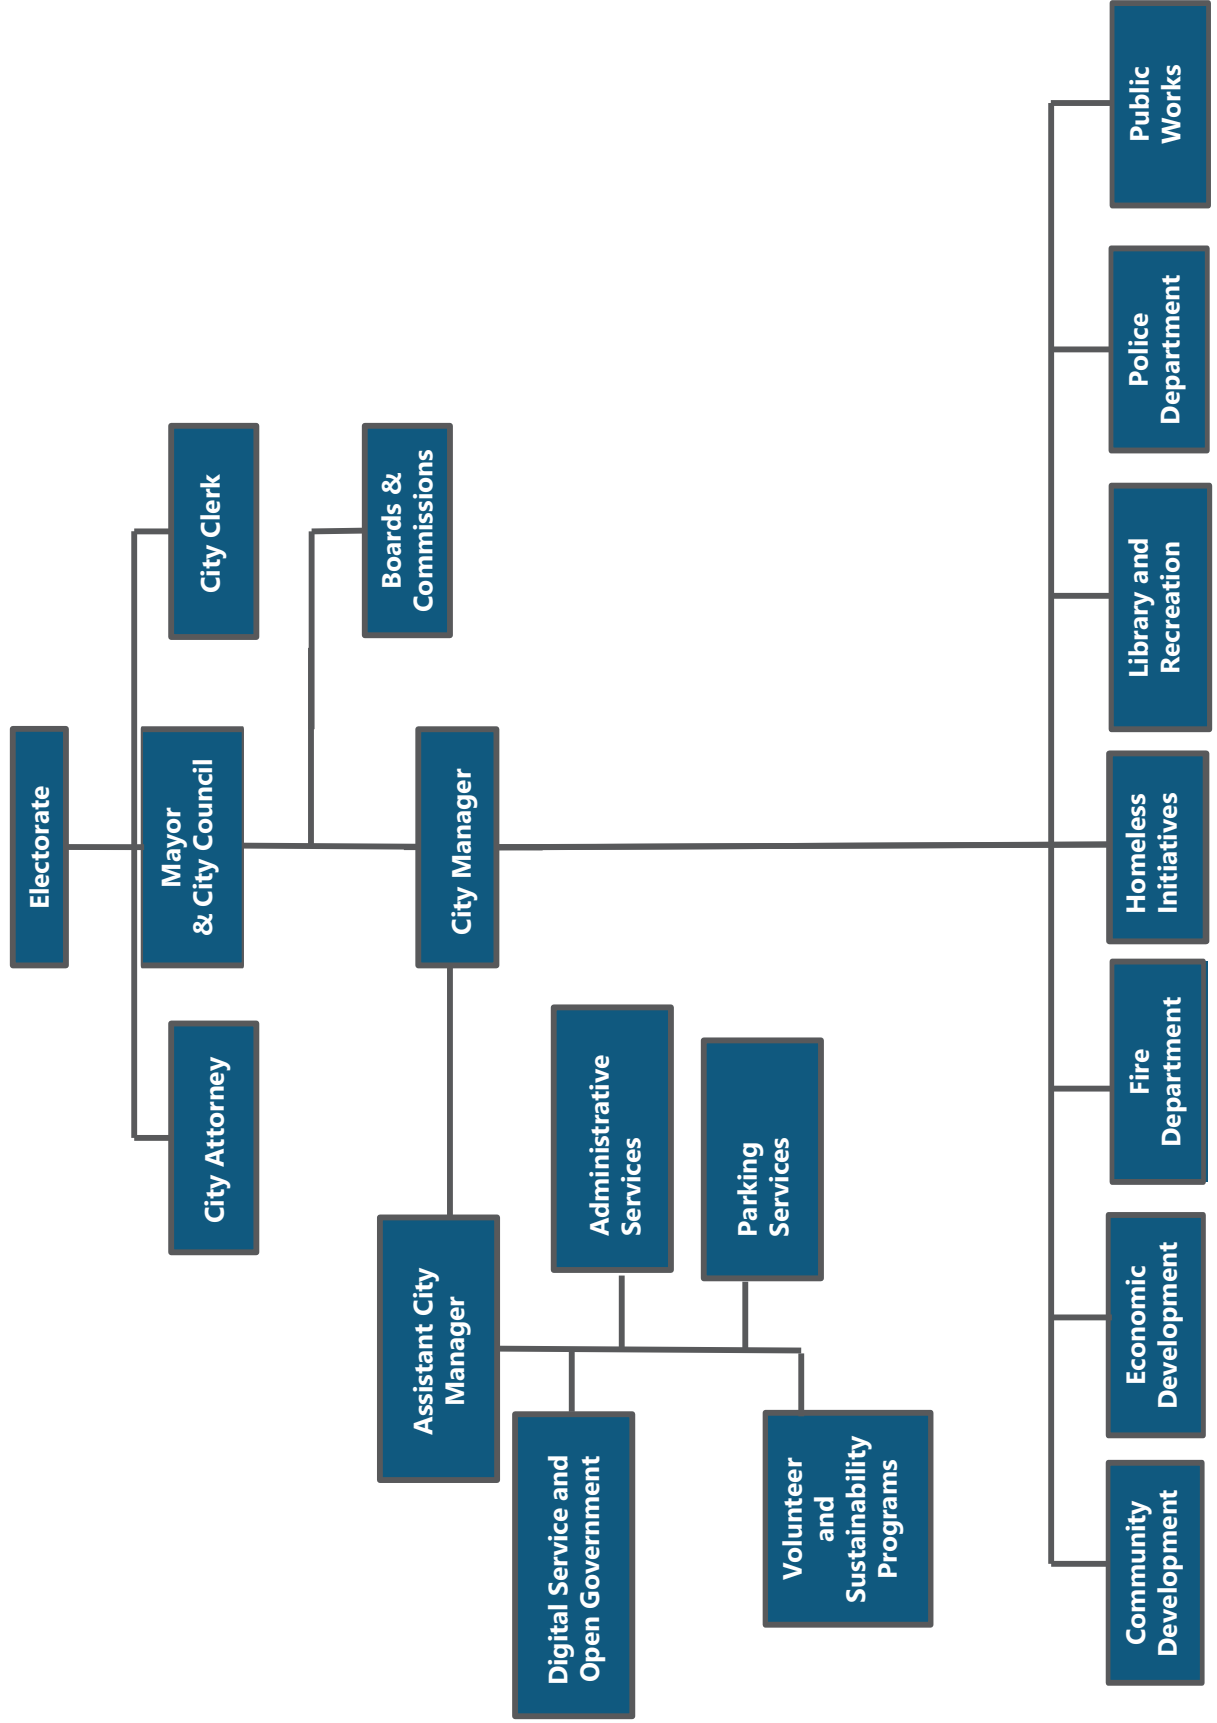 Electorate
City Attorney
Mayor
& City Council
City Clerk
Boards &
Commissions
Assistant City
Manager
City Manager
Digital Service and
Open Government
Administrative
Services
Parking
Services
Volunteer
and
Sustainability
Programs
Community
Development
Economic
Development
Fire
Department
Homeless
Initiatives
Library and
Recreation
Police
Department
Public
Works